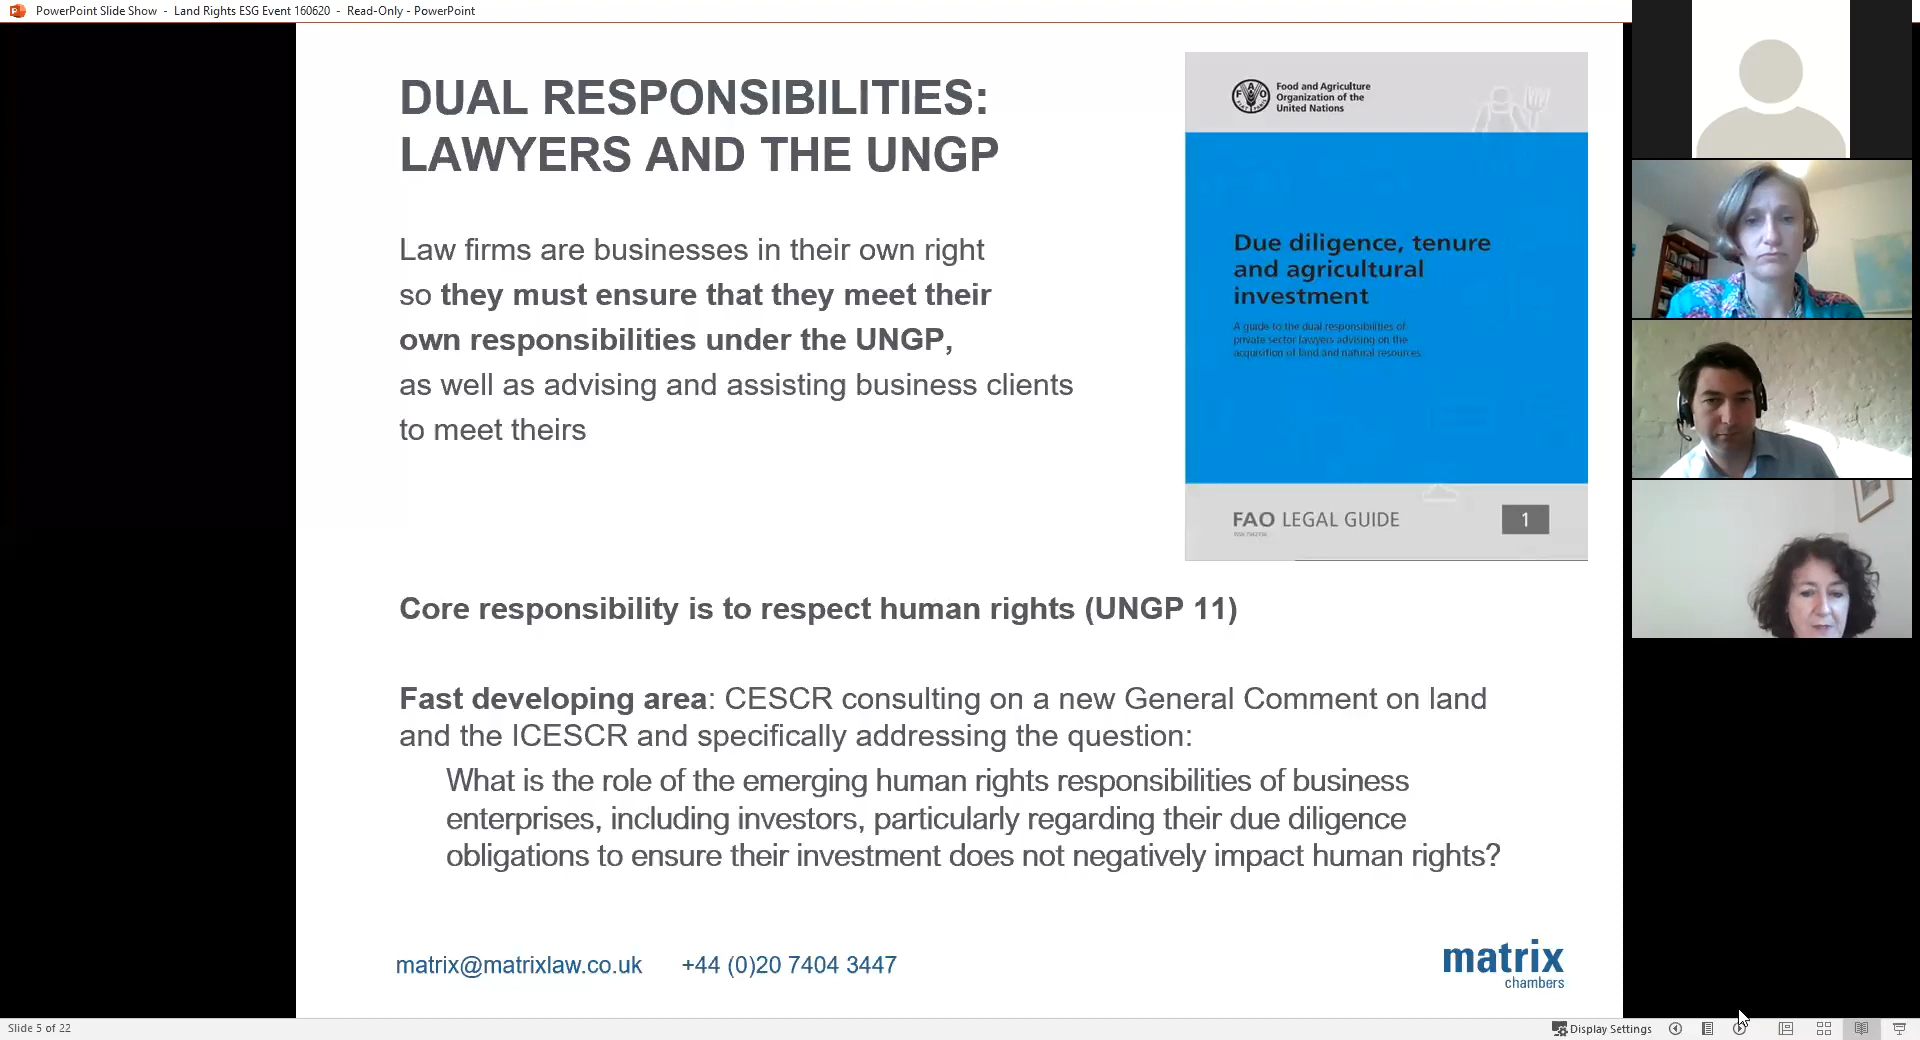 PowerPoint Slide Show - Land Rights ESG Event 160620 - Read-Only - PowerPoint
DUAL RESPONSIBILITIES:
LAWYERS AND THE UNGP
Law firms are businesses in their own right
so they must ensure that they meet their
own responsibilities under the UNGP,
as well as advising and assisting business clients
to meet theirs
Food and Agriculture
Organization of the
United Nations
Due diligence, tenure
and agricultural
investment
A guide to the dual responsibilities of
private sector lawyers advising on the
acquisition of land and natural resources
FAO LEGAL GUIDE
1
Core responsibility is to respect human rights (UNGP 11)
Fast developing area: CESCR consulting on a new General Comment on land
and the ICESCR and specifically addressing the question:
What is the role of the emerging human rights responsibilities of business
enterprises, including investors, particularly regarding their due diligence
obligations to ensure their investment does not negatively impact human rights?
matrix@matrixlaw.co.uk +44 (0)20 7404 3447
matrix
chambers
Slide 5 of 22
Display Settings